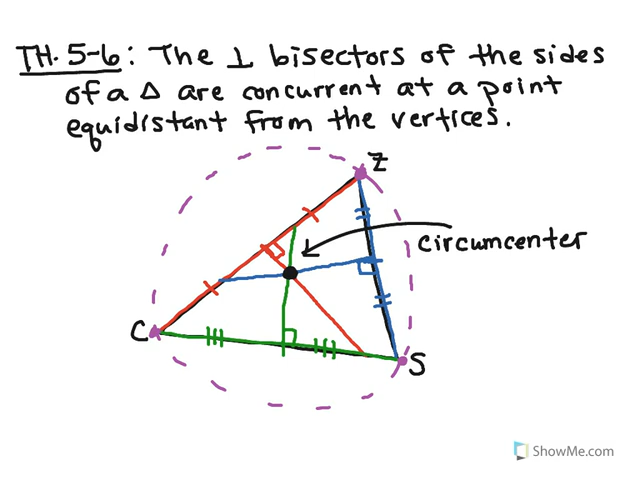 TH. 5-6: The ⊥ bisectors of the sides
of a Δ are concurrent at a point
equidistant from the vertices.
Z
circumcenter
C
S
ShowMe.com